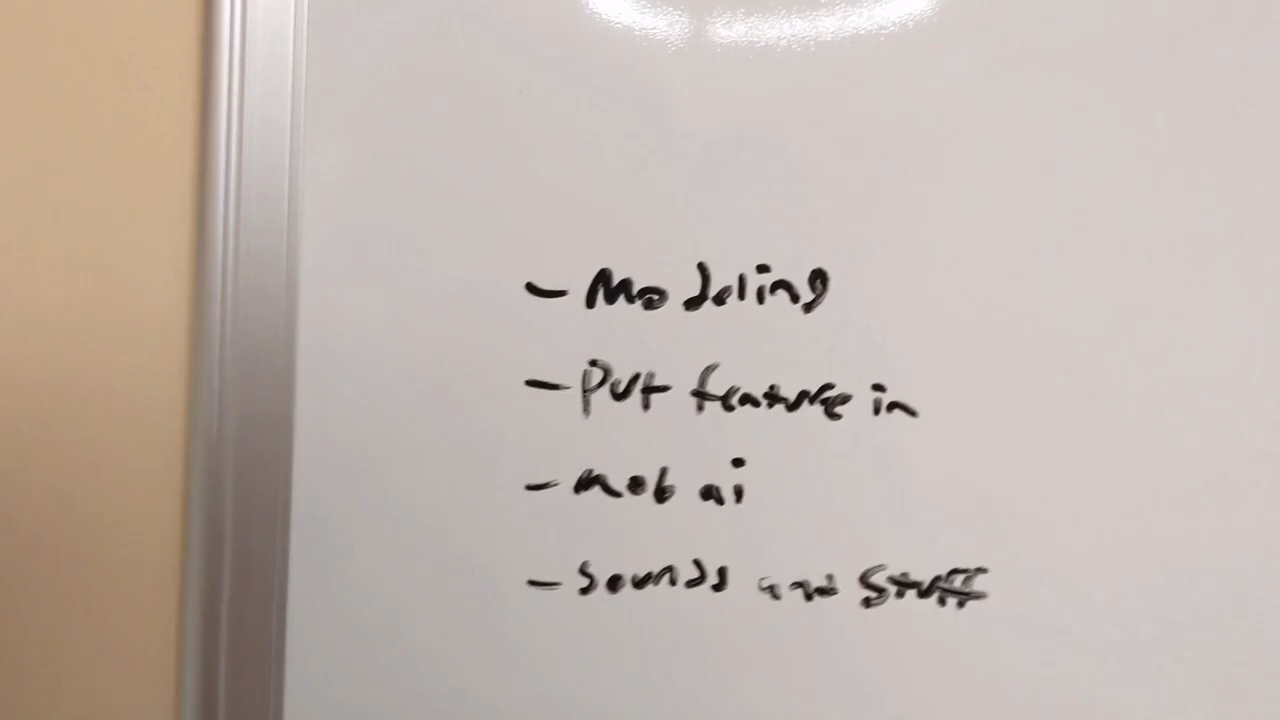 - Modeling
- Put feature in
- mob ai
- Sounds and Stuff